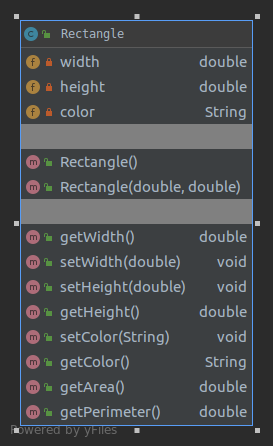 c Rectangle
f width double
f height double
f color String
m Rectangle()
m Rectangle(double, double)
m getWidth() double
m setWidth(double) void
m setHeight(double) void
m getHeight() double
m setColor(String) void
m getColor() String
m getArea() double
m getPerimeter() double
Powered by yFiles